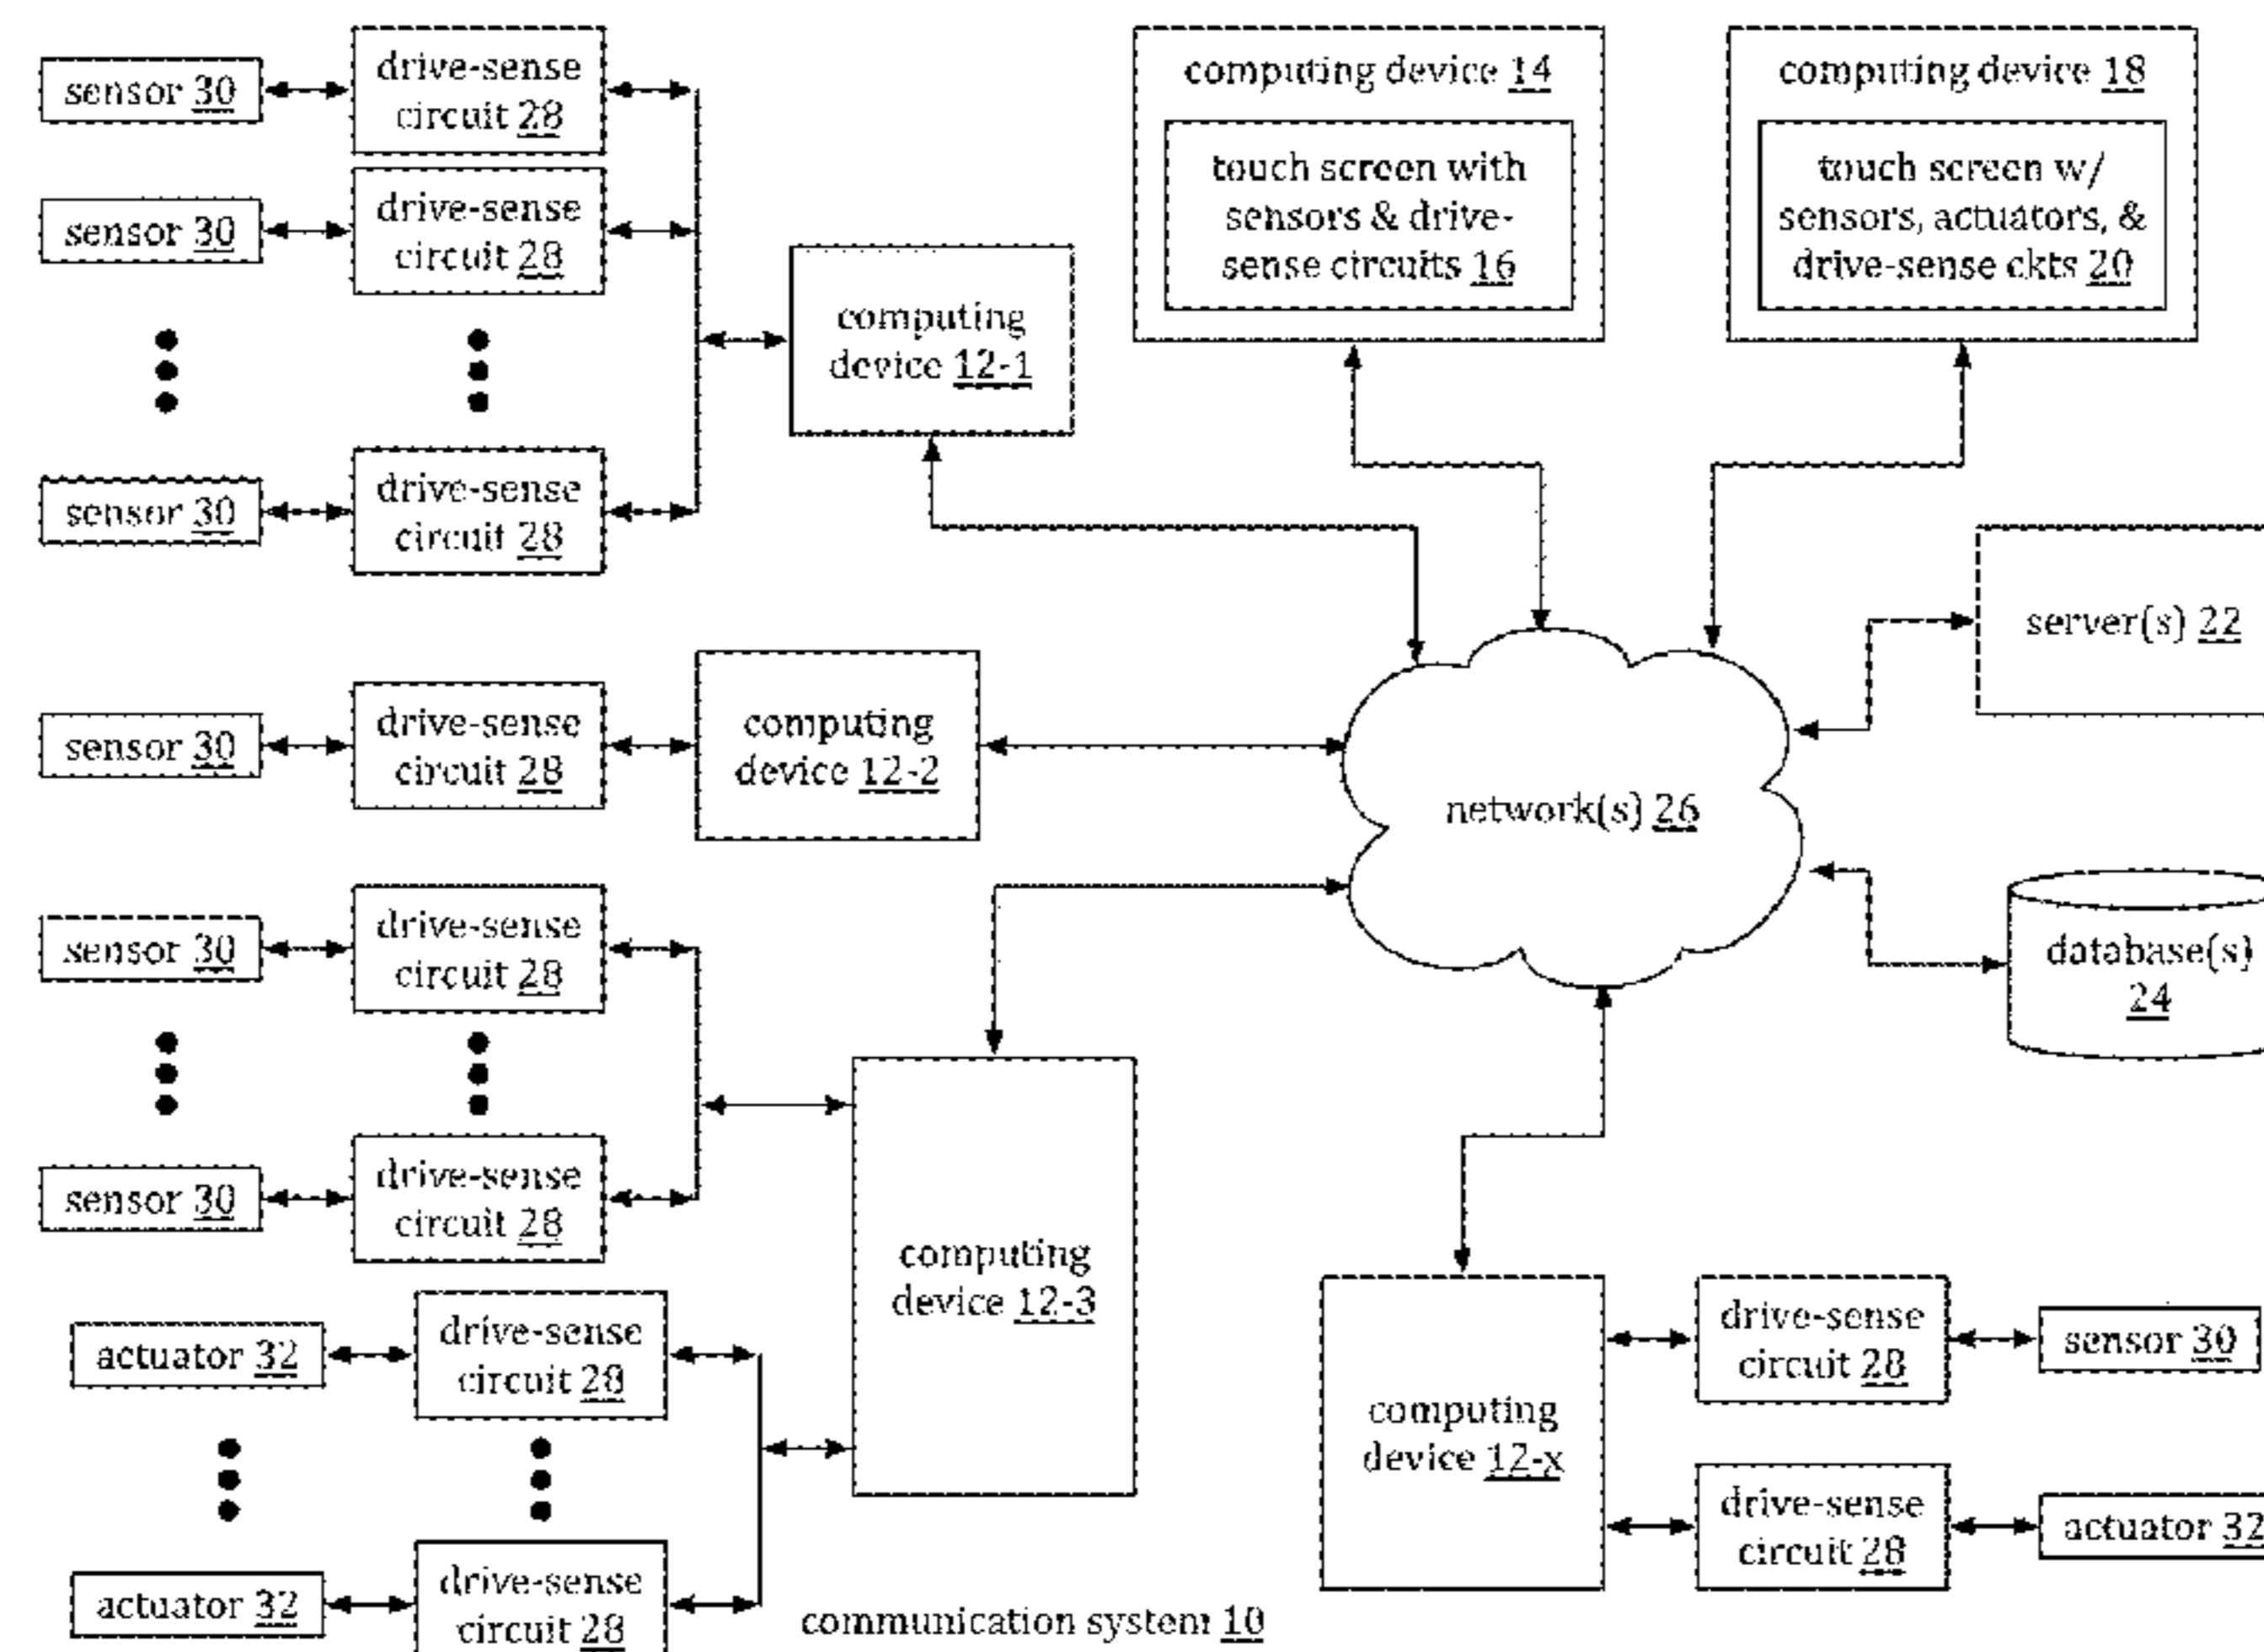 sensor 30
drive-sense
circuit 28
sensor 30
drive-sense
circuit 28
sensor 30
drive-sense
circuit 28
computing
device 12-1
computing device 14
touch screen with
sensors & drive-
sense circuits 16
computing device 18
touch screen w/
sensors, actuators, &
drive-sense ckts 20
server(s) 22
sensor 30
drive-sense
circuit 28
computing
device 12-2
network(s) 26
database(s)
24
sensor 30
drive-sense
circuit 28
sensor 30
drive-sense
circuit 28
computing
device 12-3
actuator 32
drive-sense
circuit 28
actuator 32
drive-sense
circuit 28
computing
device 12-x
drive-sense
circuit 28
sensor 30
drive-sense
circuit 28
actuator 32
communication system 10